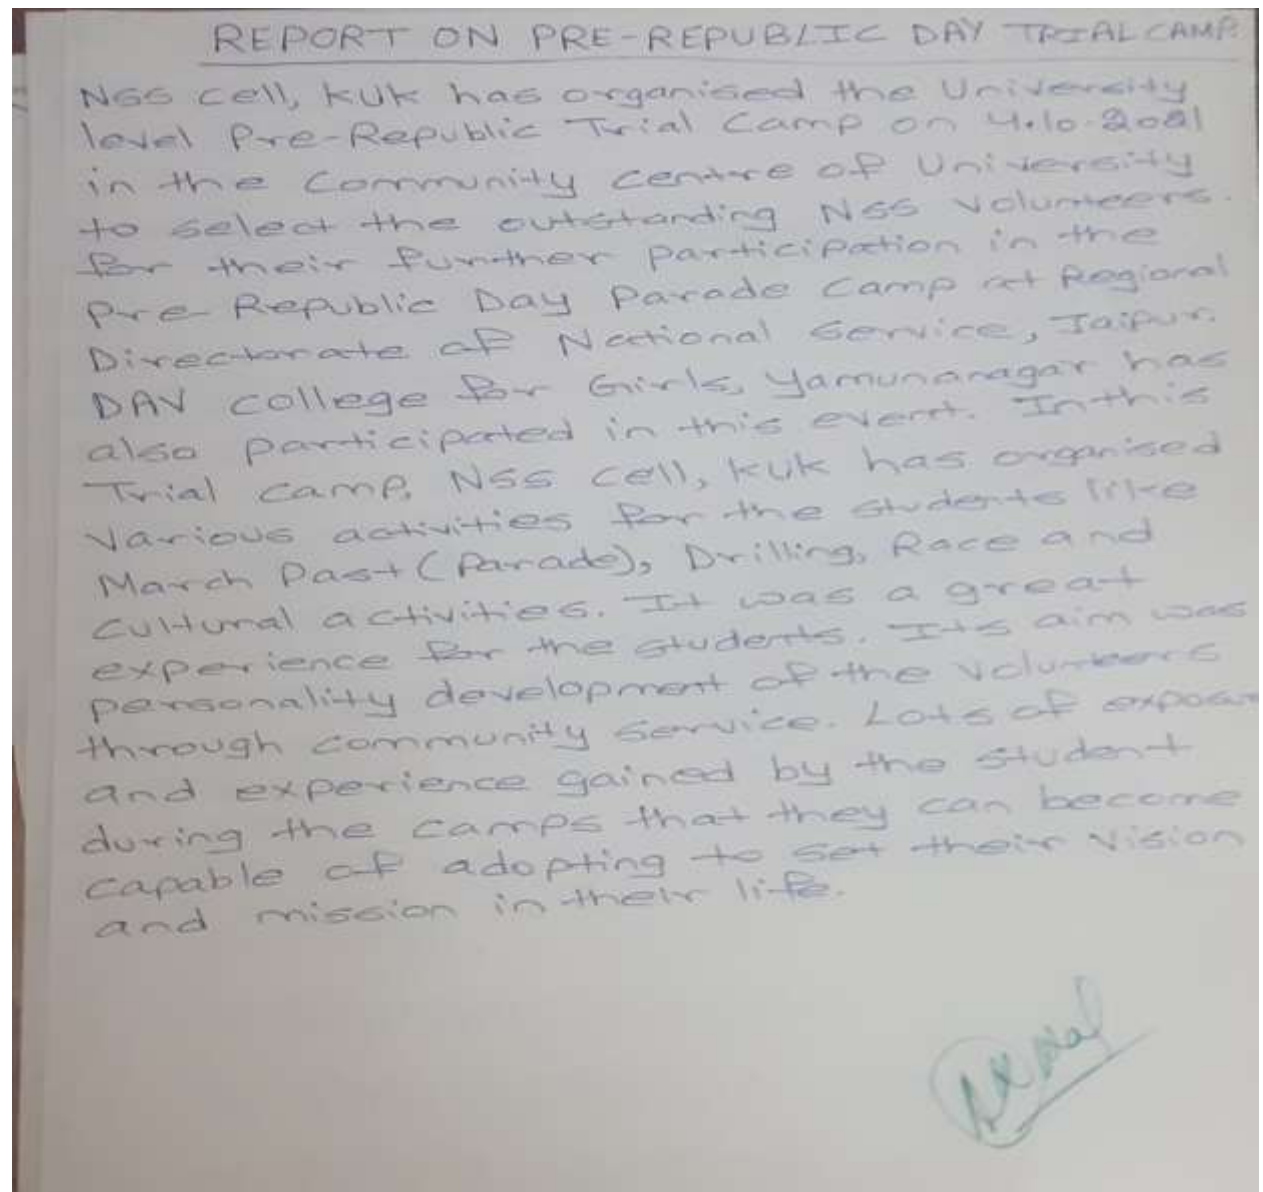 REPORT ON PRE-REPUBLIC DAY TRIAL CAMP.
NSS cell, KUK has organised the University
level Pre-Republic Trial Camp on 4.10.2021
in the Community centre of University
to select the outstanding NSS Volunteers.
for their further participation in the
Pre-Republic Day Parade Camp at Regional
Directorate of National Service, Jaipur.
DAV college for Girls, Yamunanagar has
also participated in this event. In this
Trial camp, NSS cell, KUK has organised
various activities for the students like
March Past (Parade), Drilling, Race and
cultural activities. It was a great
experience for the students. Its aim was
personality development of the volunteers
through community service. Lots of
and experience gained by the student
during the camps that they can become
capable of adopting to set their vision
and mission in their life.